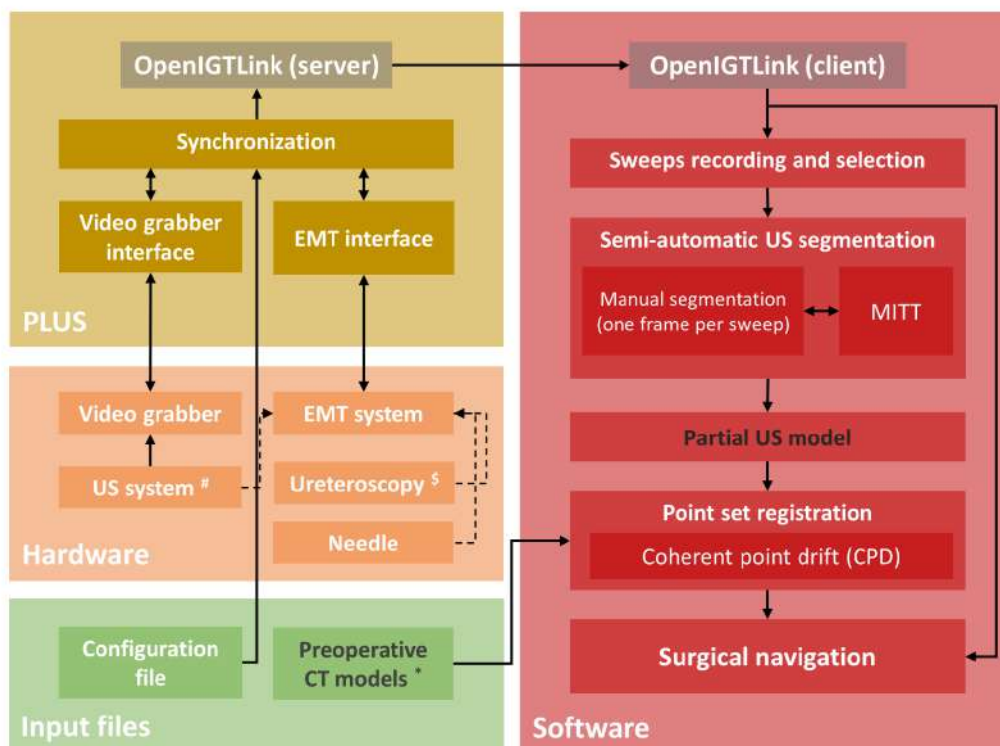 OpenIGTLink (server)
Synchronization
Video grabber
interface
EMT interface
PLUS
Video grabber
EMT system
US system #
Ureteroscopy $
Needle
Hardware
Configuration
file
Preoperative
CT models *
Input files
OpenIGTLink (client)
Sweeps recording and selection
Semi-automatic US segmentation
Manual segmentation
(one frame per sweep)
MITT
Partial US model
Point set registration
Coherent point drift (CPD)
Surgical navigation
Software